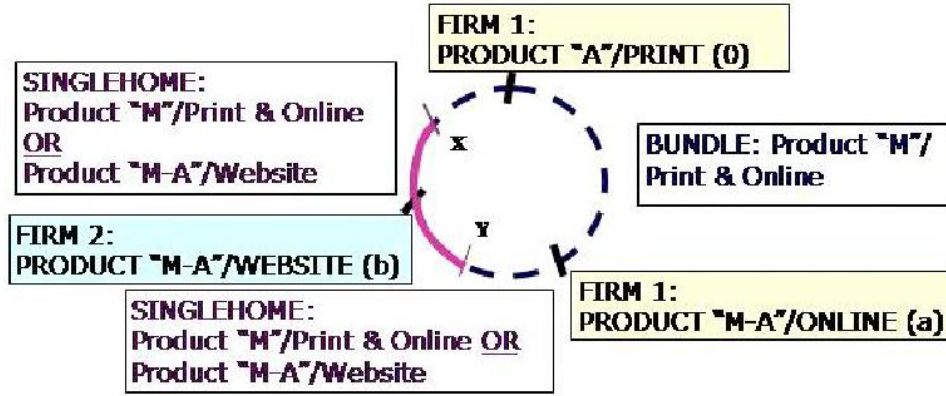 FIRM 1:
PRODUCT "A"/PRINT (0)
SINGLEHOME:
Product "M"/Print & Online
OR
Product "M-A"/Website
X
BUNDLE: Product "M"/
Print & Online
Y
FIRM 2:
PRODUCT "M-A"/WEBSITE (b)
FIRM 1:
PRODUCT "M-A"/ONLINE (a)
SINGLEHOME:
Product "M"/Print & Online OR
Product "M-A"/Website